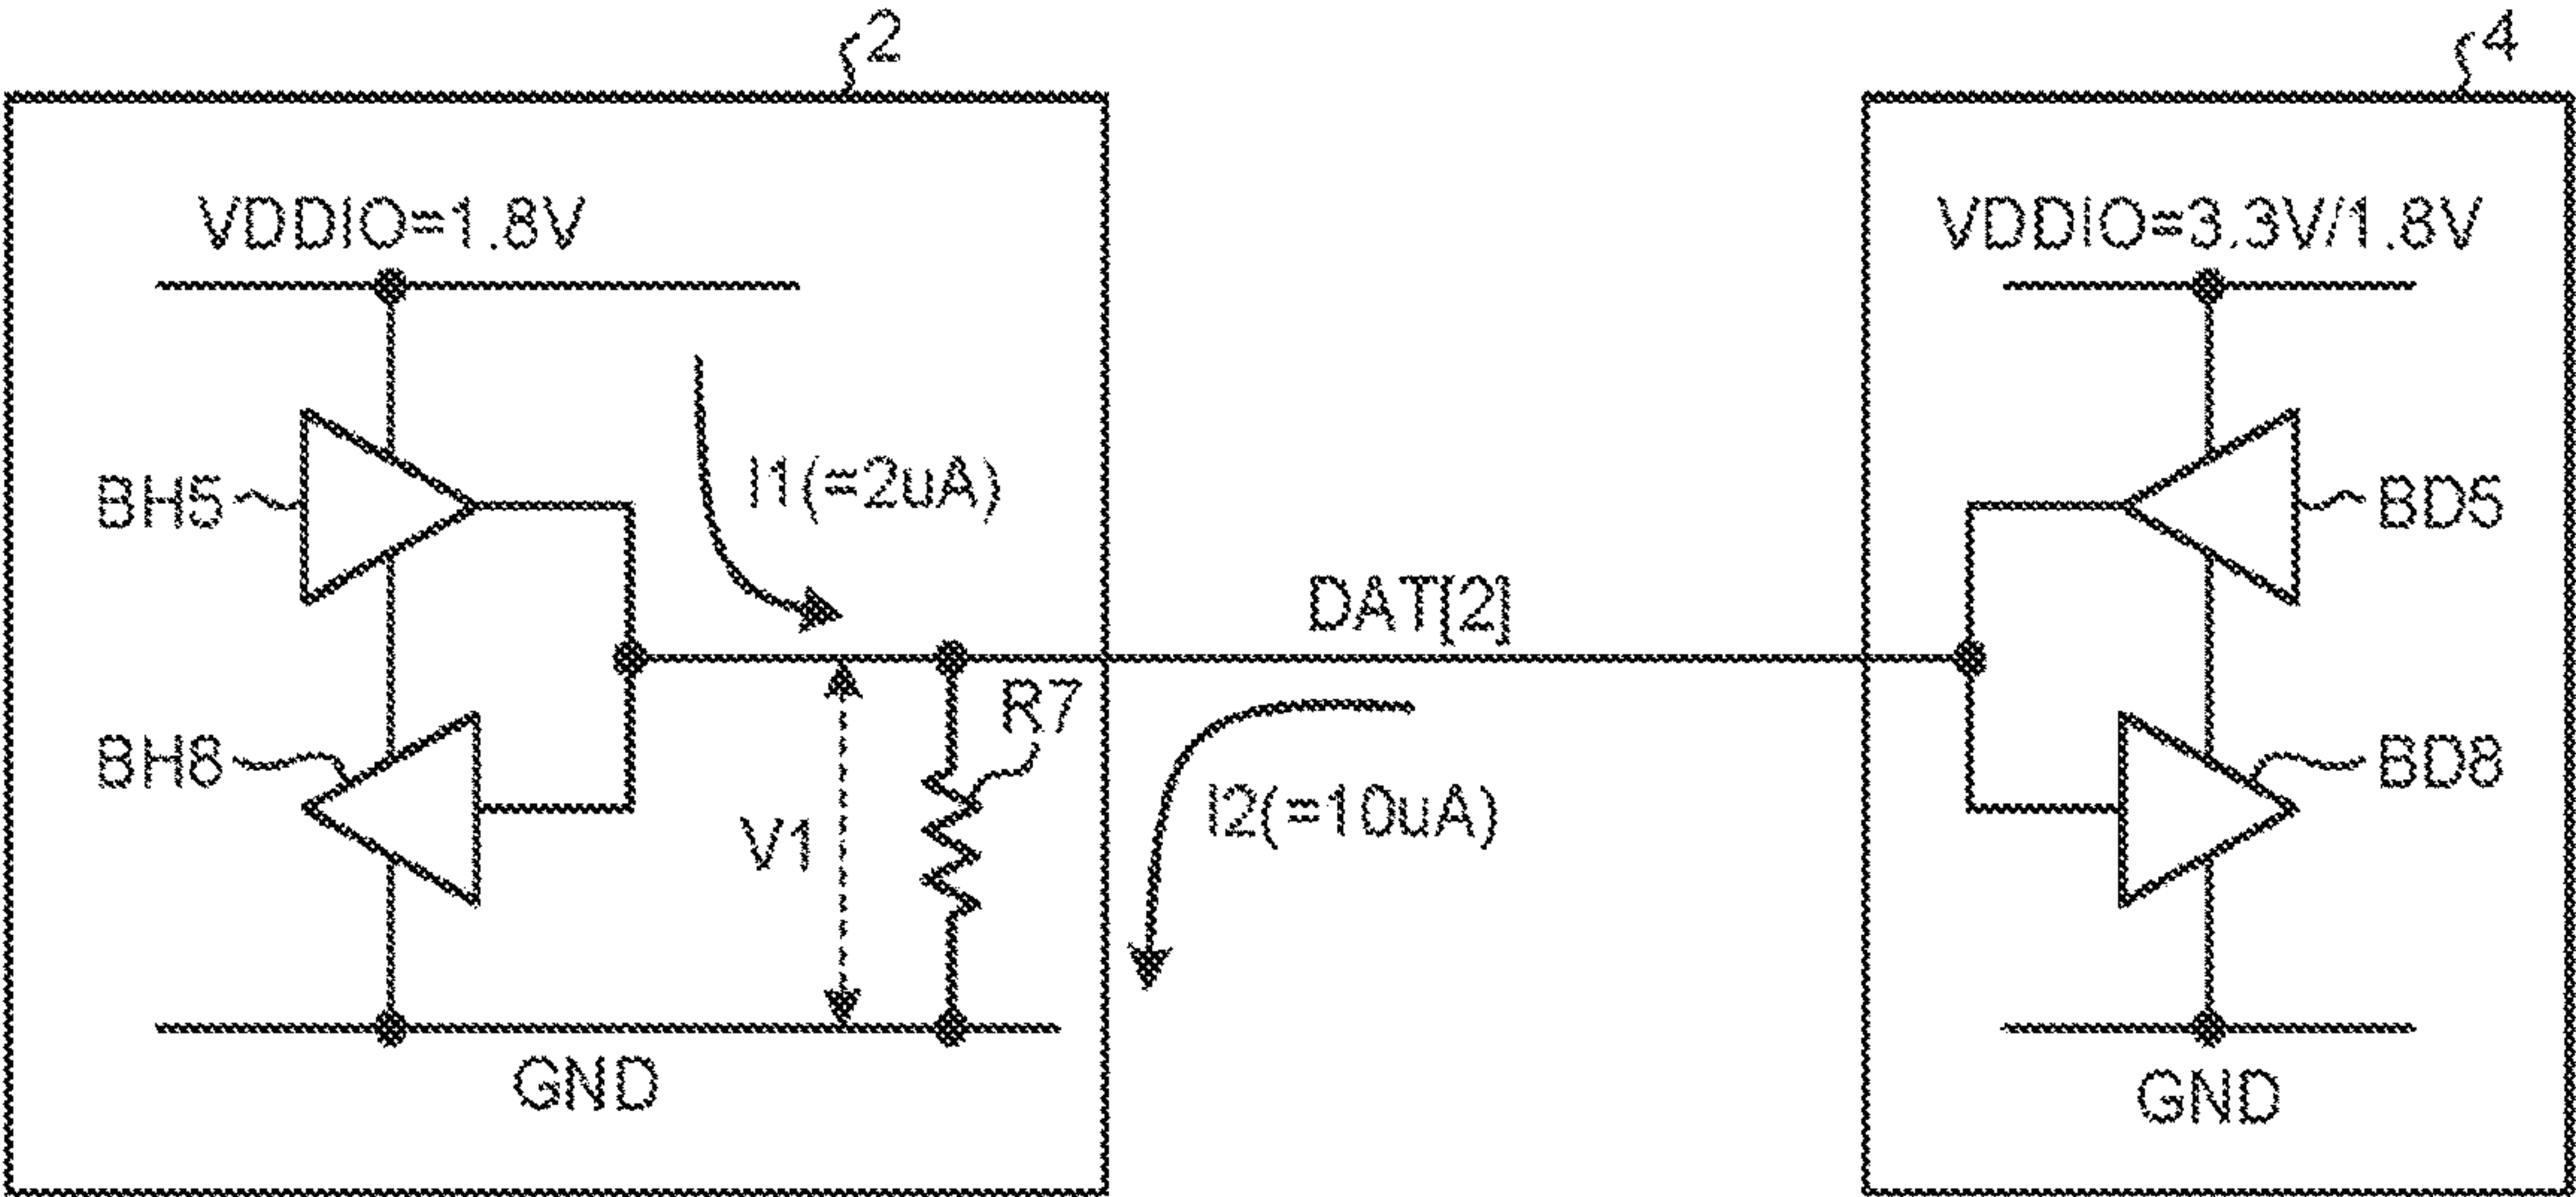 2
4
VDDIO=1.8V
VDDIO=3.3V/1.8V
BH5
I1(=2uA)
BD5
DAT[2]
R7
BH8
V1
I2(=10uA)
BD8
GND
GND